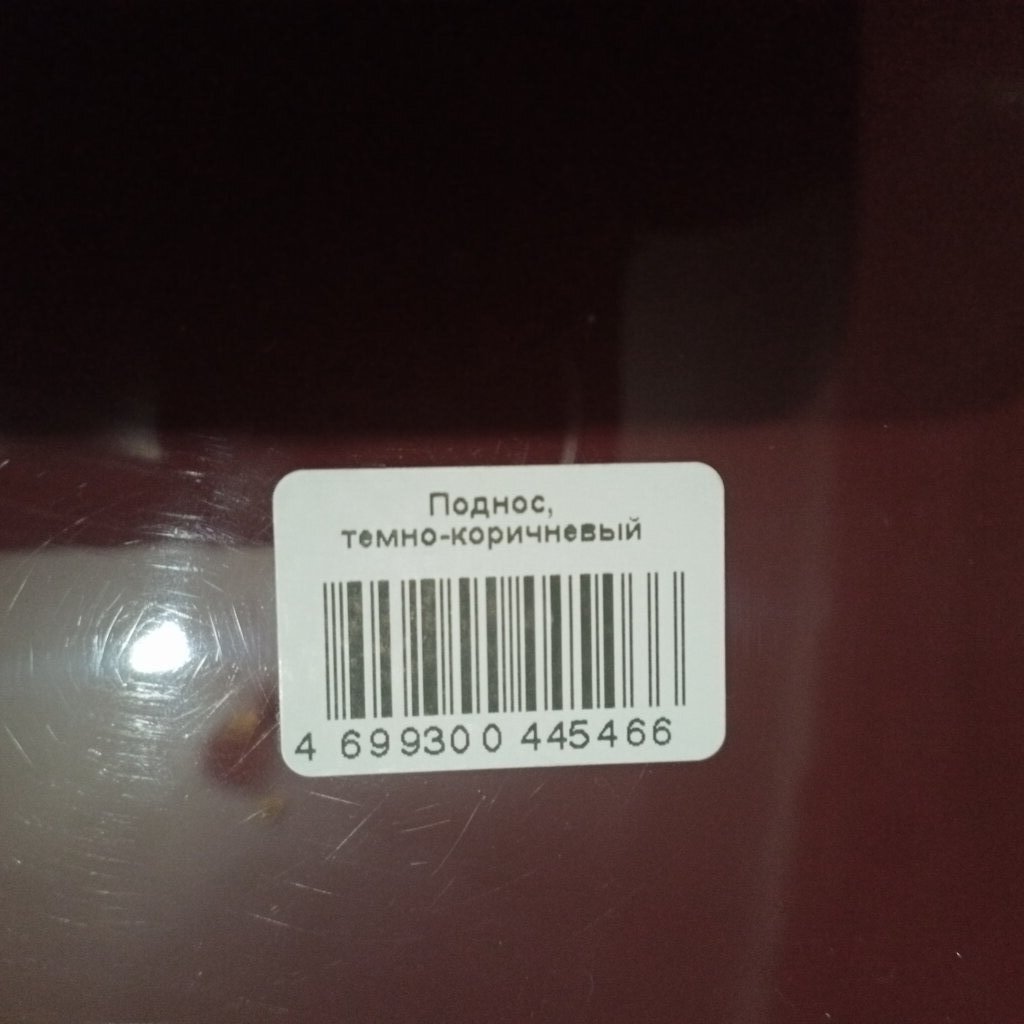 Поднос,
темно-коричневый
4 699300 445466